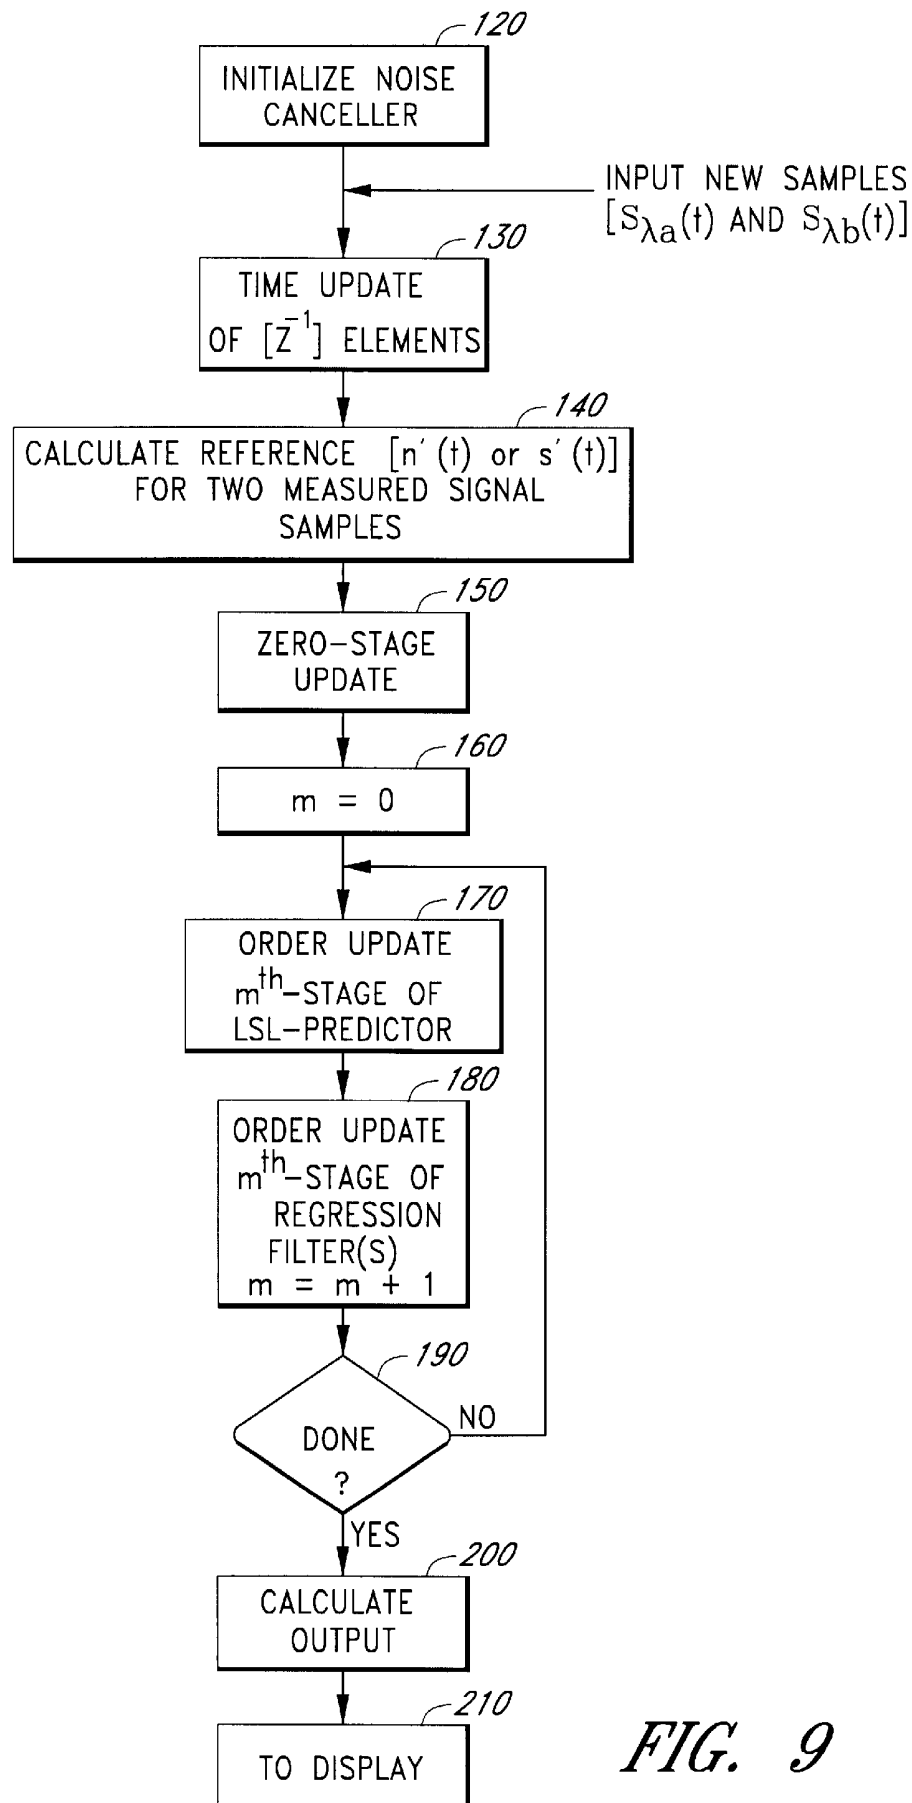 120
INITIALIZE NOISE
CANCELLER
INPUT NEW SAMPLES
[Sλa(t) AND Sλb(t)]
130
TIME UPDATE
OF [Z⁻¹] ELEMENTS
140
CALCULATE REFERENCE [n'(t) or s'(t)]
FOR TWO MEASURED SIGNAL
SAMPLES
150
ZERO-STAGE
UPDATE
160
m = 0
170
ORDER UPDATE
mth-STAGE OF
LSL-PREDICTOR
180
ORDER UPDATE
mth-STAGE OF
REGRESSION
FILTER(S)
m = m + 1
190
DONE
?
NO
YES
200
CALCULATE
OUTPUT
210
TO DISPLAY
FIG. 9